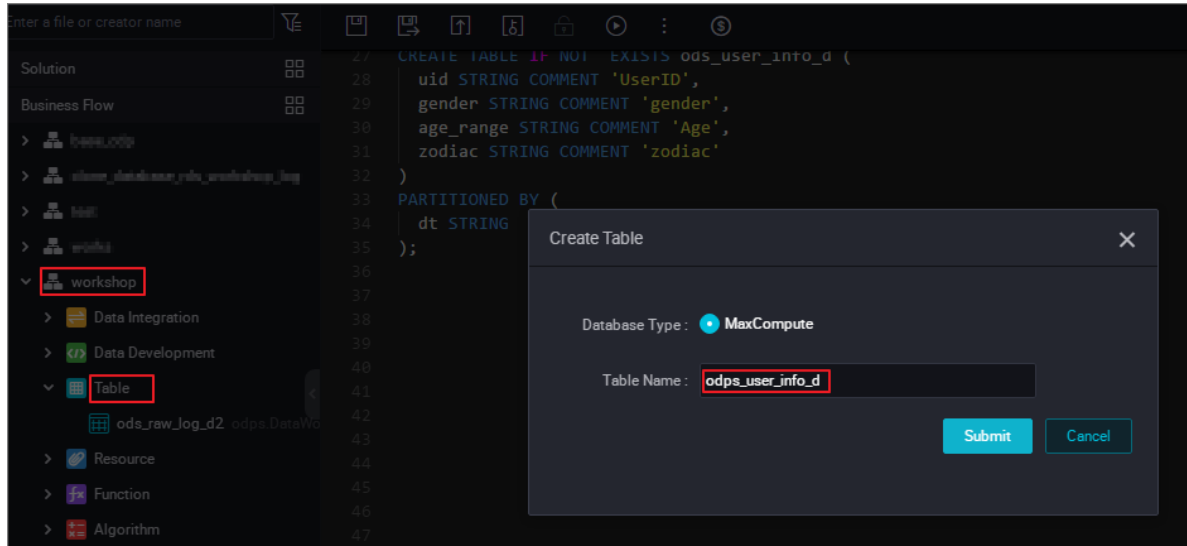 Enter a file or creator name
Solution
Business Flow
workshop
Data Integration
Data Development
Table
ods_raw_log_d2 odps.DataWo
Resource
Function
Algorithm
27 CREATE TABLE IF NOT EXISTS ods_user_info_d (
28 uid STRING COMMENT 'UserID',
29 gender STRING COMMENT 'gender',
30 age_range STRING COMMENT 'Age',
31 zodiac STRING COMMENT 'zodiac'
32 )
33 PARTITIONED BY (
34 dt STRING
35 );
36
37
38
39
40
41
42
43
44
45
46
47
Create Table
Database Type : MaxCompute
Table Name : odps_user_info_d
Submit Cancel